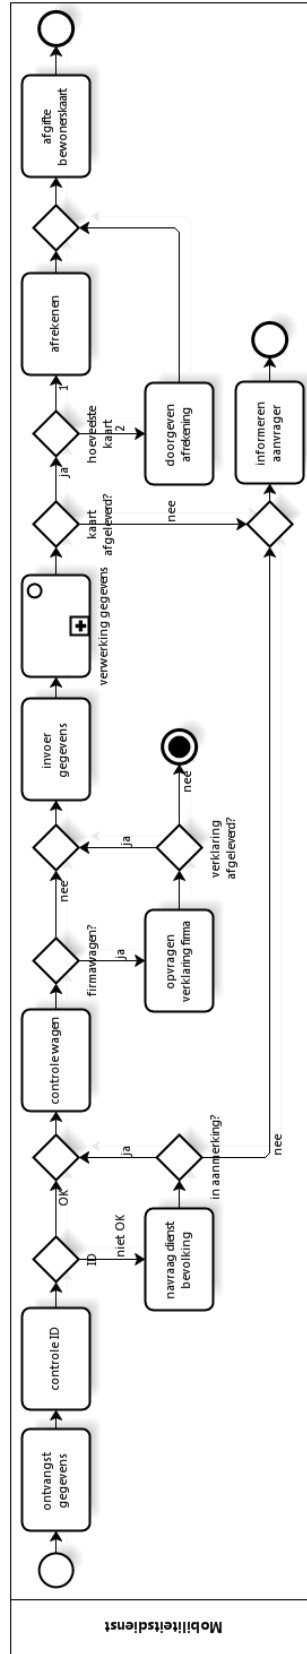 Mobiliteitsdienst
ontvangst
gegevens
controle ID
ID
OK
niet OK
navraag dienst
bevolking
in aanmerking?
ja
nee
controle wagen
firmawagen?
nee
ja
opvragen
verklaring firma
verklaring
afgeleverd?
ja
nee
invoer
gegevens
verwerking gegevens
kaart
afgeleverd?
ja
nee
hoeveelste
kaart
1
2
afrekenen
doorgeven
afrekening
informeren
aanvrager
afgifte
bewonerskaart